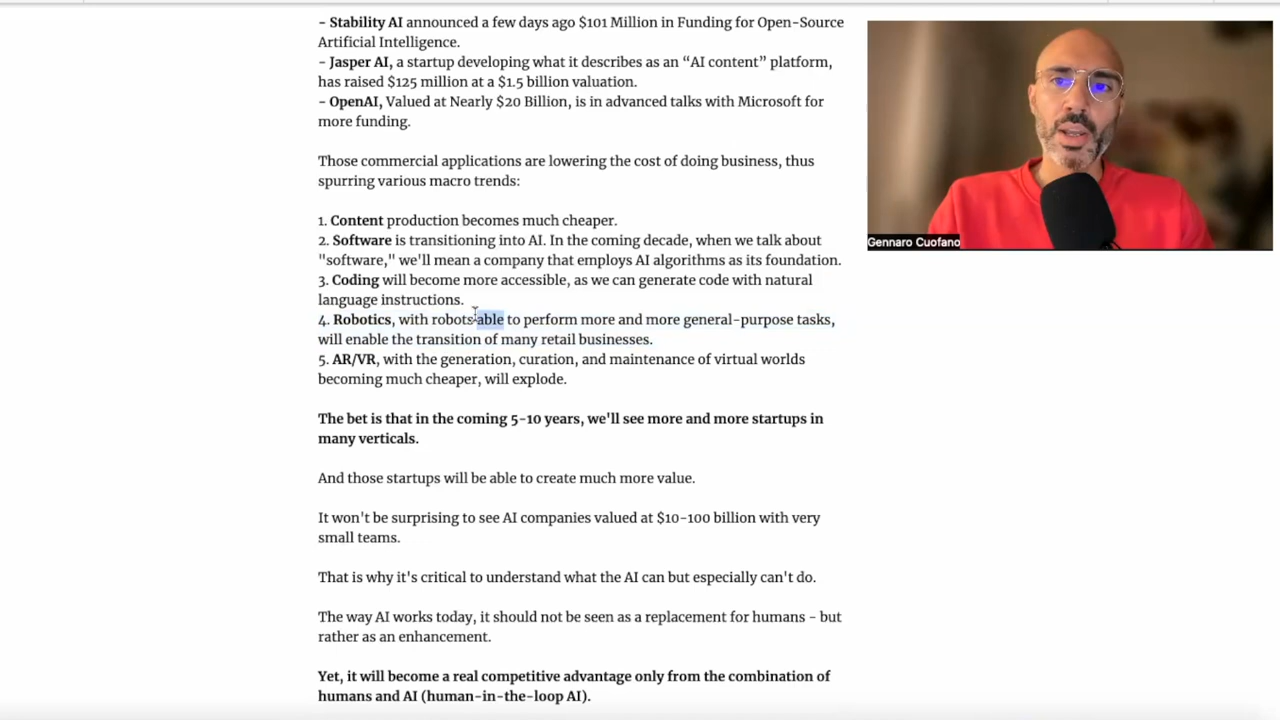 - Stability AI announced a few days ago $101 Million in Funding for Open-Source
Artificial Intelligence.
- Jasper AI, a startup developing what it describes as an “AI content” platform,
has raised $125 million at a $1.5 billion valuation.
- OpenAI, Valued at Nearly $20 Billion, is in advanced talks with Microsoft for
more funding.
Those commercial applications are lowering the cost of doing business, thus
spurring various macro trends:
1. Content production becomes much cheaper.
2. Software is transitioning into AI. In the coming decade, when we talk about
"software," we'll mean a company that employs AI algorithms as its foundation.
3. Coding will become more accessible, as we can generate code with natural
language instructions.
4. Robotics, with robots able to perform more and more general-purpose tasks,
will enable the transition of many retail businesses.
5. AR/VR, with the generation, curation, and maintenance of virtual worlds
becoming much cheaper, will explode.
The bet is that in the coming 5-10 years, we'll see more and more startups in
many verticals.
And those startups will be able to create much more value.
It won't be surprising to see AI companies valued at $10-100 billion with very
small teams.
That is why it's critical to understand what the AI can but especially can't do.
The way AI works today, it should not be seen as a replacement for humans - but
rather as an enhancement.
Yet, it will become a real competitive advantage only from the combination of
humans and AI (human-in-the-loop AI).
Gennaro Cuofano